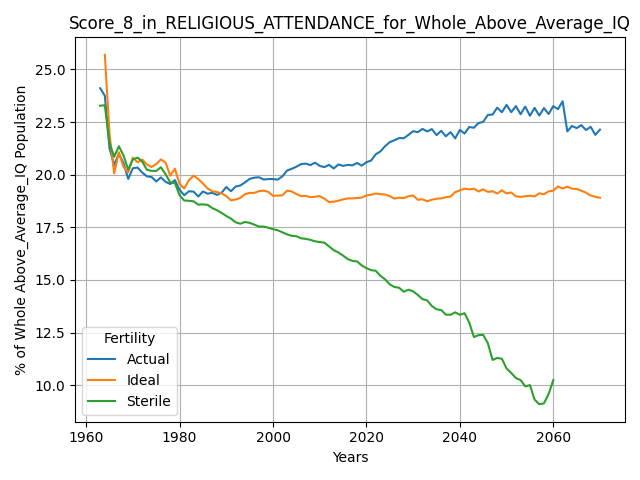 Score_8_in_RELIGIOUS_ATTENDANCE_for_Whole_Above_Average_IQ
% of Whole Above_Average_IQ Population
25.0
22.5
20.0
17.5
15.0
12.5
10.0
Fertility
Actual
Ideal
Sterile
1960
1980
2000
2020
2040
2060
Years